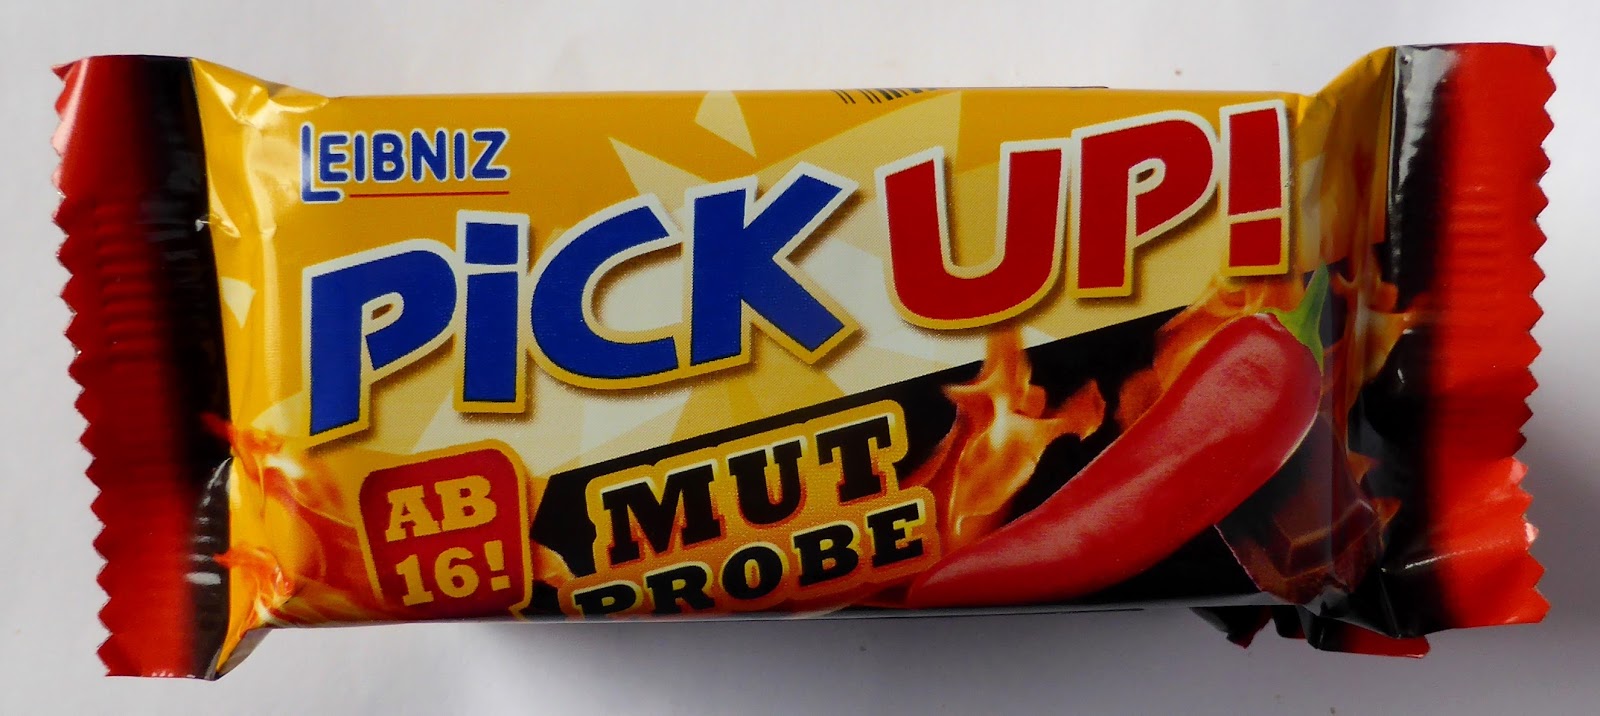 LEIBNIZ
PiCK UP!
AB
16!
MUT
PROBE